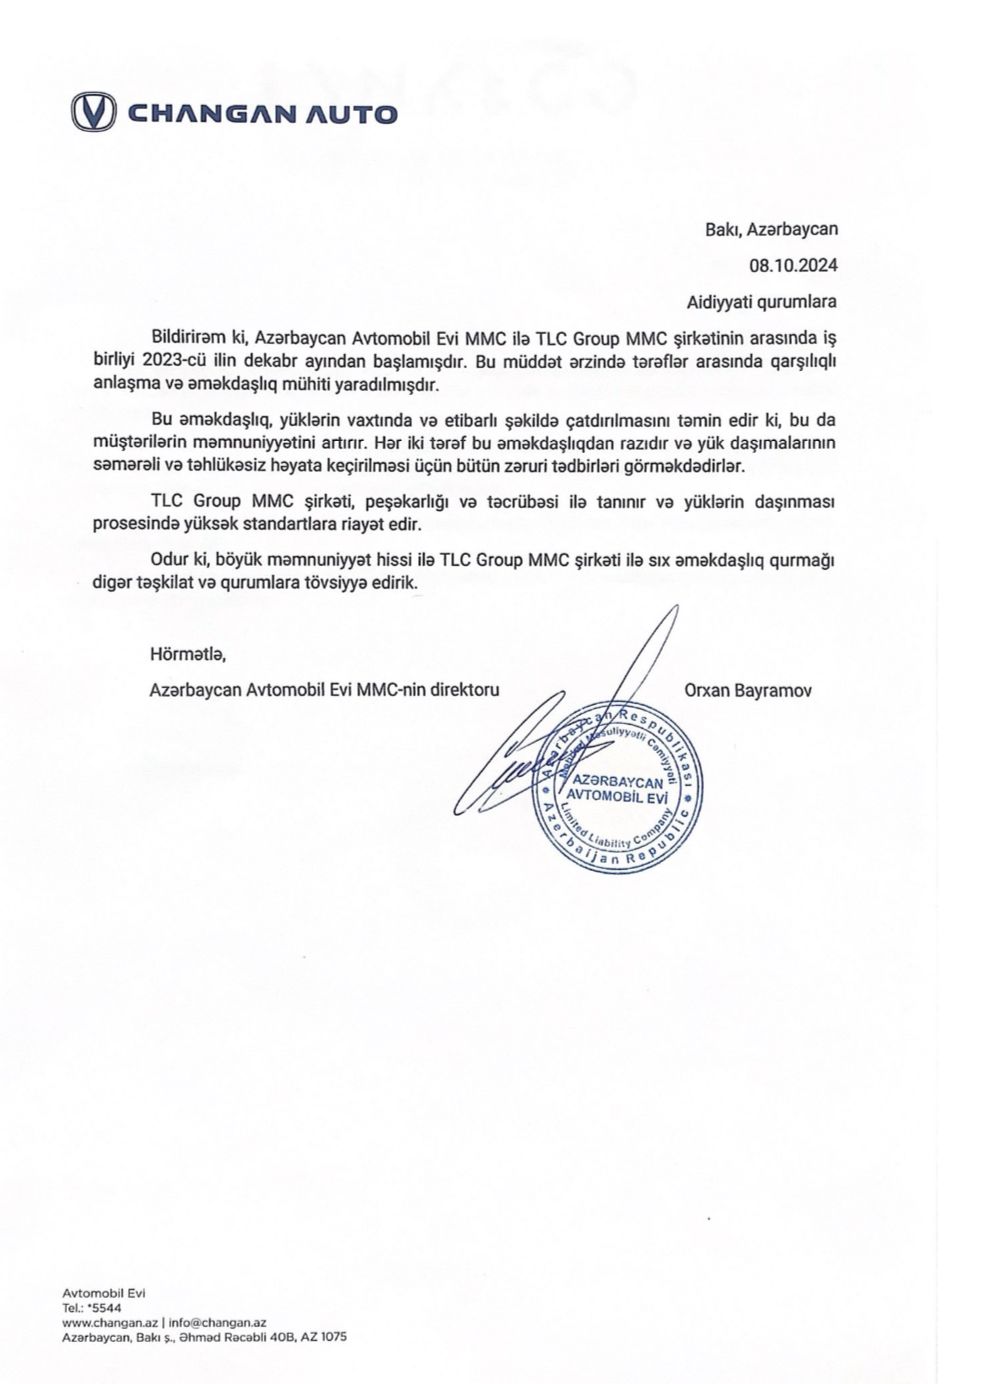 CHANGAN AUTO
Bakı, Azərbaycan
08.10.2024
Aidiyyati qurumlara
Bildirirəm ki, Azərbaycan Avtomobil Evi MMC ilə TLC Group MMC şirkətinin arasında iş
birliyi 2023-cü ilin dekabr ayından başlamışdır. Bu müddət ərzində tərəflər arasında qarşılıqlı
anlaşma və əməkdaşlıq mühiti yaradılmışdır.
Bu əməkdaşlıq, yüklərin vaxtında və etibarlı şəkildə çatdırılmasını təmin edir ki, bu da
müştərilərin məmnuniyyətini artırır. Hər iki tərəf bu əməkdaşlıqdan razıdır və yük daşımalarının
səmərəli və təhlükəsiz həyata keçirilməsi üçün bütün zəruri tədbirləri görməkdədirlər.
TLC Group MMC şirkəti, peşəkarlığı və təcrübəsi ilə tanınır və yüklərin daşınması
prosesində yüksək standartlara riayət edir.
Odur ki, böyük məmnuniyyət hissi ilə TLC Group MMC şirkəti ilə sıx əməkdaşlıq qurmağı
digər təşkilat və qurumlara tövsiyyə edirik.
Hörmətlə,
Azərbaycan Avtomobil Evi MMC-nin direktoru Orxan Bayramov
Azərbaycan Respublikası
Məhdud Məsuliyyətli Cəmiyyəti
AZƏRBAYCAN
AVTOMOBİL EVİ
Limited Liability Company
Azerbaijan Republic
Avtomobil Evi
Tel.: *5544
www.changan.az | info@changan.az
Azərbaycan, Bakı ş., Əhməd Rəcəbli 40B, AZ 1075